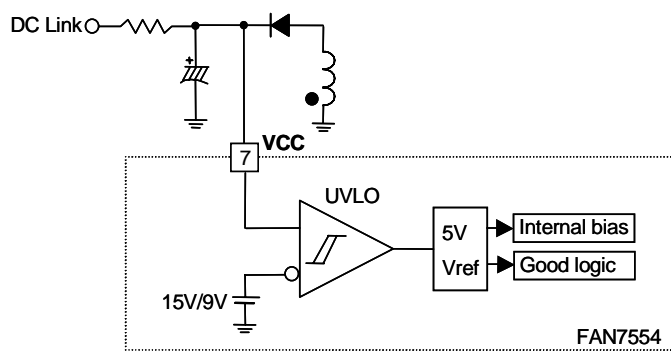 DC Link
+
VCC
7
UVLO
5V
Vref
Internal bias
Good logic
15V/9V
FAN7554